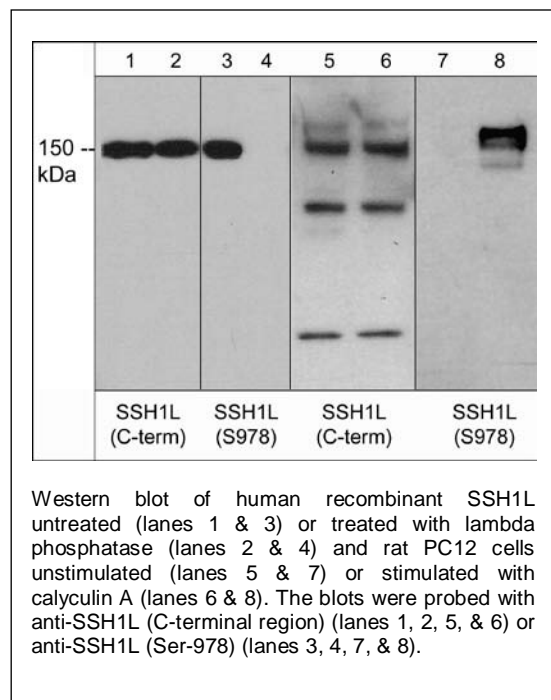 1 2 3 4 5 6 7 8
150 --
kDa
SSH1L SSH1L SSH1L SSH1L
(C-term) (S978) (C-term) (S978)
Western blot of human recombinant SSH1L
untreated (lanes 1 & 3) or treated with lambda
phosphatase (lanes 2 & 4) and rat PC12 cells
unstimulated (lanes 5 & 7) or stimulated with
calyculin A (lanes 6 & 8). The blots were probed with
anti-SSH1L (C-terminal region) (lanes 1, 2, 5, & 6) or
anti-SSH1L (Ser-978) (lanes 3, 4, 7, & 8).